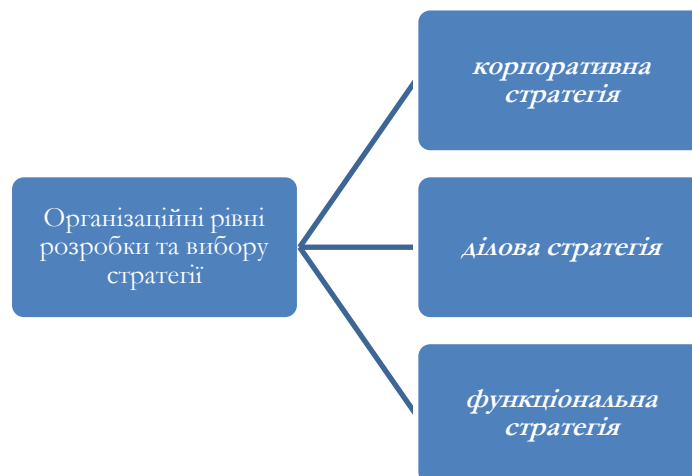 корпоративна
стратегія
Організаційні рівні
розробки та вибору
стратегії
ділова стратегія
функціональна
стратегія